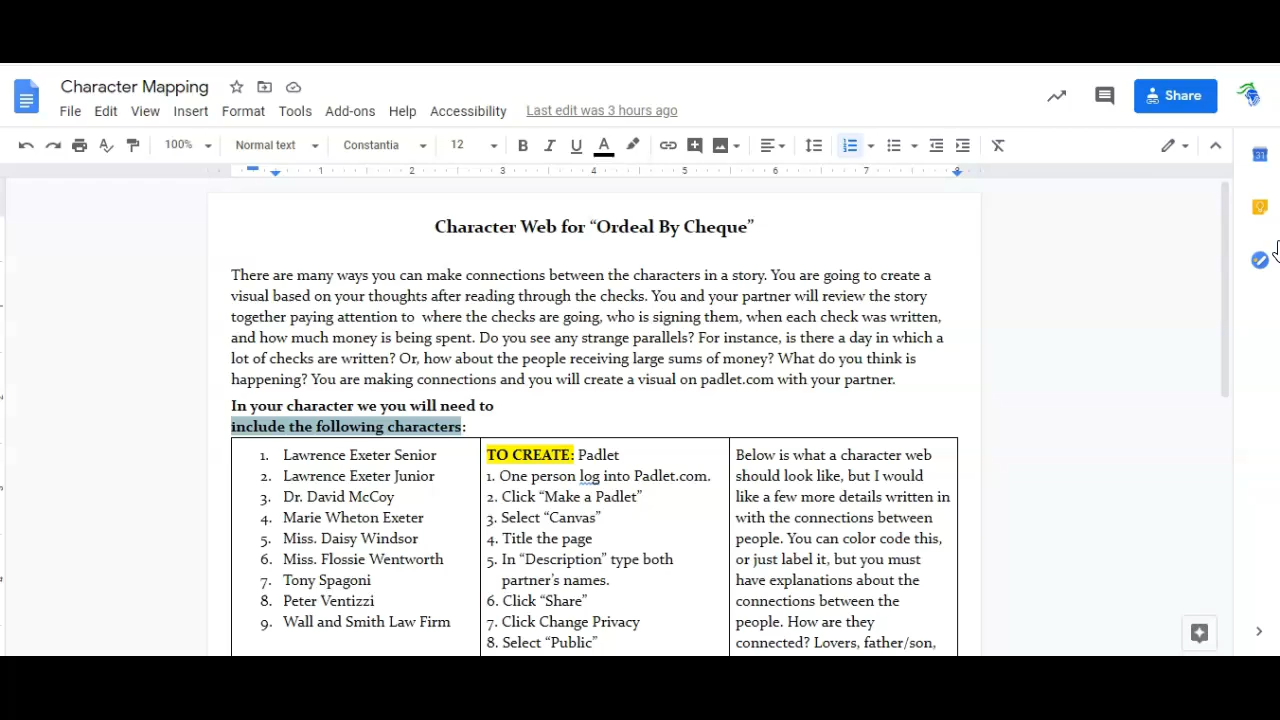 Character Mapping
File Edit View Insert Format Tools Add-ons Help Accessibility Last edit was 3 hours ago
Share
100% Normal text Constantia 12 B I U A
1 2 3 4 5 6 7 8
31
Character Web for “Ordeal By Cheque”
There are many ways you can make connections between the characters in a story. You are going to create a
visual based on your thoughts after reading through the checks. You and your partner will review the story
together paying attention to  where the checks are going, who is signing them, when each check was written,
and how much money is being spent. Do you see any strange parallels? For instance, is there a day in which a
lot of checks are written? Or, how about the people receiving large sums of money? What do you think is
happening? You are making connections and you will create a visual on padlet.com with your partner.
In your character we you will need to
include the following characters:
1. Lawrence Exeter Senior
2. Lawrence Exeter Junior
3. Dr. David McCoy
4. Marie Wheton Exeter
5. Miss. Daisy Windsor
6. Miss. Flossie Wentworth
7. Tony Spagoni
8. Peter Ventizzi
9. Wall and Smith Law Firm
TO CREATE: Padlet
1. One person log into Padlet.com.
2. Click “Make a Padlet”
3. Select “Canvas”
4. Title the page
5. In “Description” type both
partner’s names.
6. Click “Share”
7. Click Change Privacy
8. Select “Public”
Below is what a character web
should look like, but I would
like a few more details written in
with the connections between
people. You can color code this,
or just label it, but you must
have explanations about the
connections between the
people. How are they
connected? Lovers, father/son,